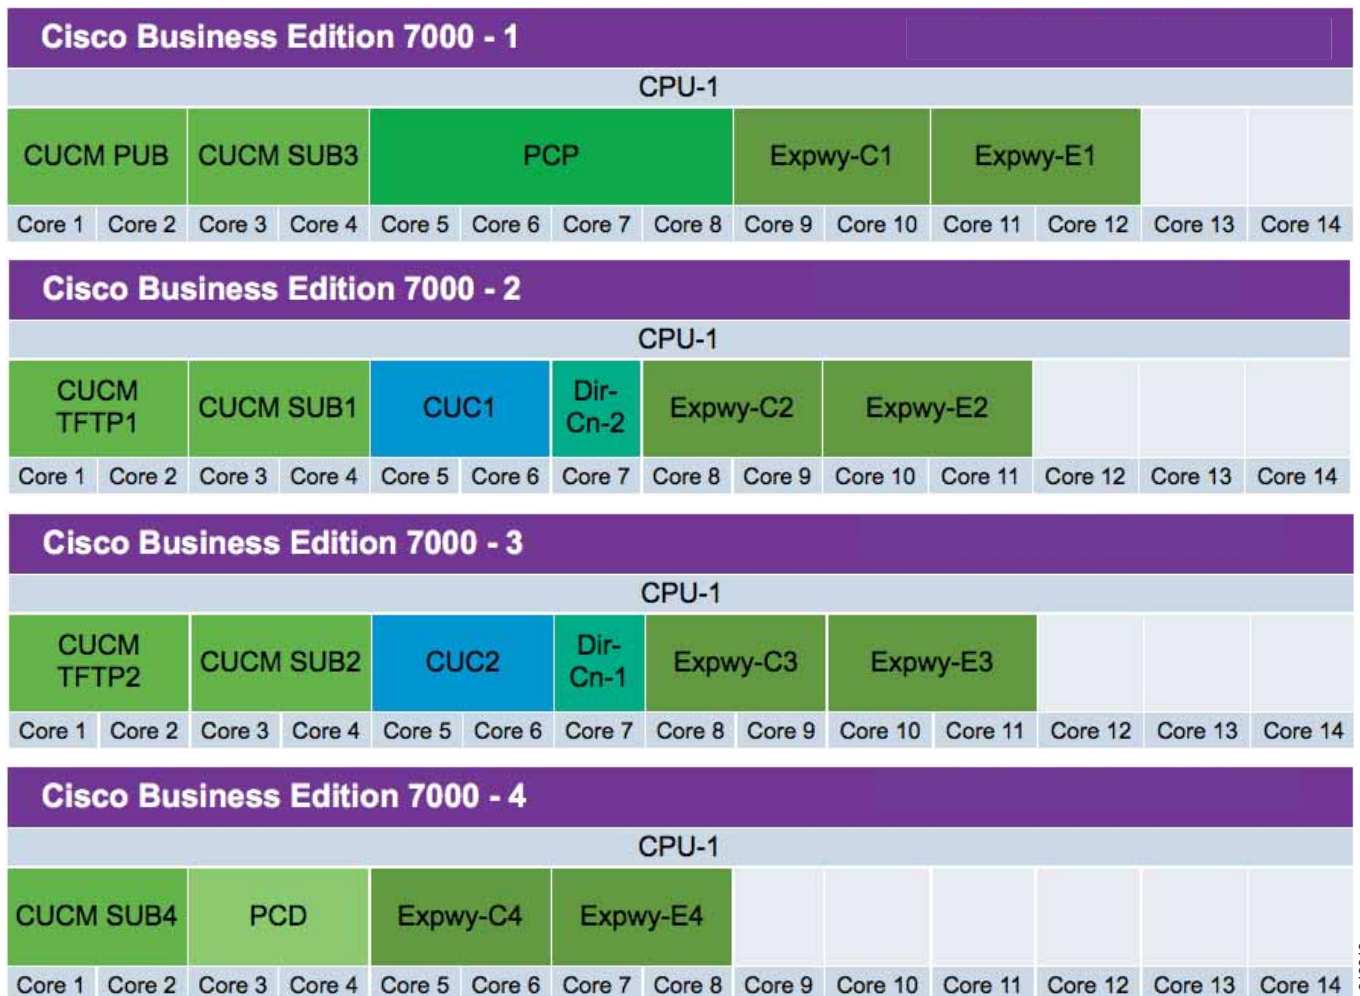 Cisco Business Edition 7000 - 1
CPU-1
CUCM PUB CUCM SUB3 PCP Expwy-C1 Expwy-E1
Core 1 Core 2 Core 3 Core 4 Core 5 Core 6 Core 7 Core 8 Core 9 Core 10 Core 11 Core 12 Core 13 Core 14
Cisco Business Edition 7000 - 2
CPU-1
CUCM
TFTP1
CUCM SUB1
CUC1
Dir-
Cn-2
Expwy-C2
Expwy-E2
Core 1 Core 2 Core 3 Core 4 Core 5 Core 6 Core 7 Core 8 Core 9 Core 10 Core 11 Core 12 Core 13 Core 14
Cisco Business Edition 7000 - 3
CPU-1
CUCM
TFTP2
CUCM SUB2
CUC2
Dir-
Cn-1
Expwy-C3
Expwy-E3
Core 1 Core 2 Core 3 Core 4 Core 5 Core 6 Core 7 Core 8 Core 9 Core 10 Core 11 Core 12 Core 13 Core 14
Cisco Business Edition 7000 - 4
CPU-1
CUCM SUB4 PCD Expwy-C4 Expwy-E4
Core 1 Core 2 Core 3 Core 4 Core 5 Core 6 Core 7 Core 8 Core 9 Core 10 Core 11 Core 12 Core 13 Core 14